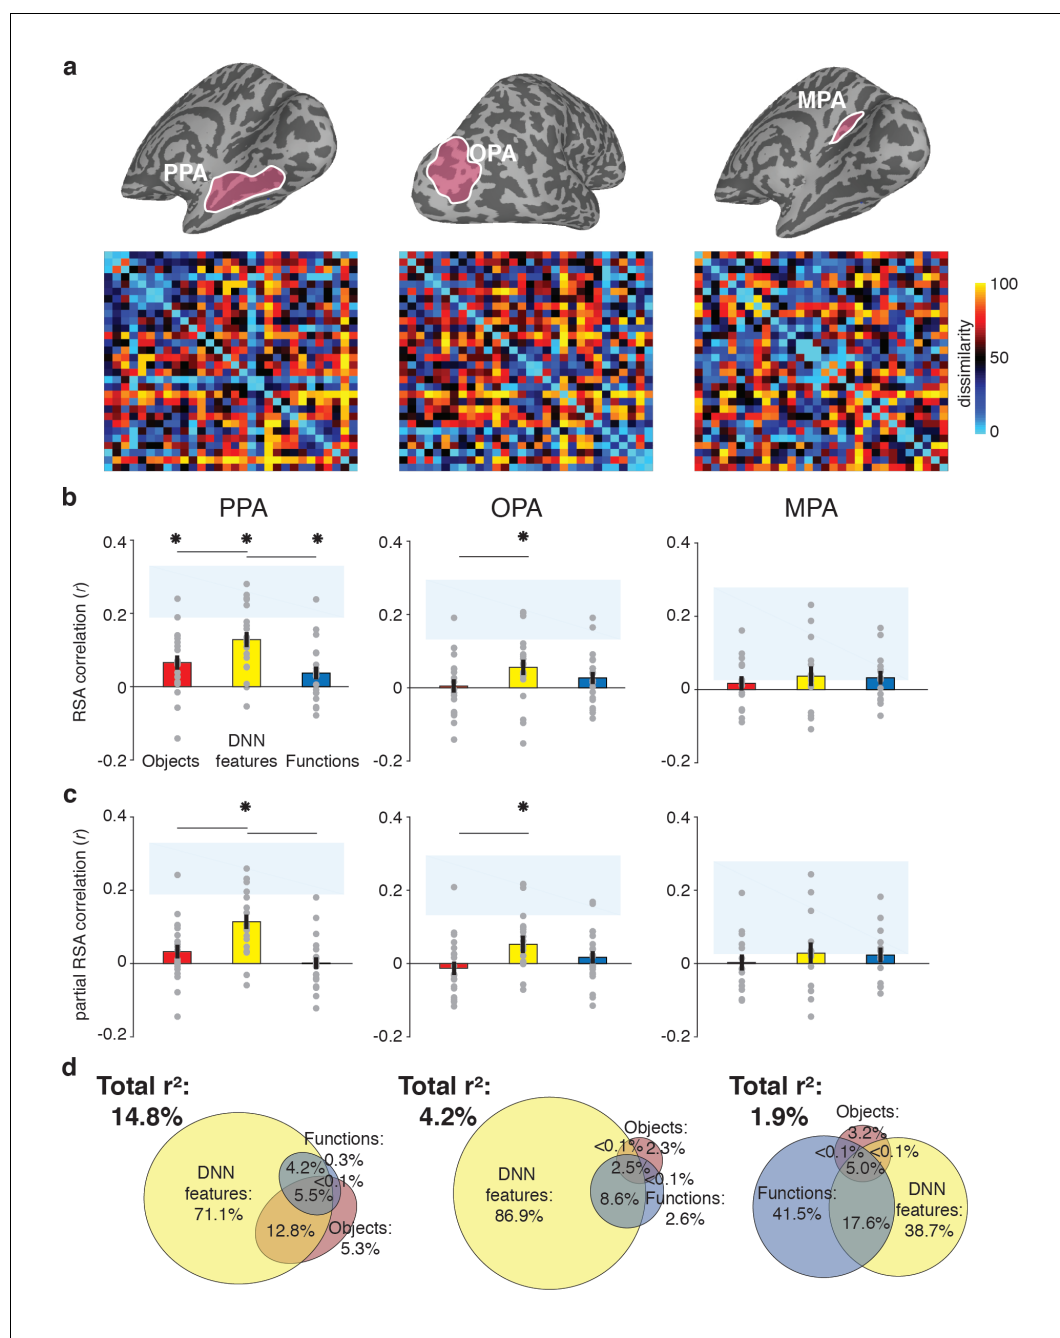 a
PPA
OPA
MPA
100
50
0
dissimilarity
b
PPA
OPA
MPA
RSA correlation (r)
0.4
0.2
0
-0.2
Objects
DNN
features
Functions
0.4
0.2
0
-0.2
0.4
0.2
0
-0.2
c
partial RSA correlation (r)
0.4
0.2
0
-0.2
0.4
0.2
0
-0.2
0.4
0.2
0
-0.2
d
Total r²:
14.8%
DNN
features:
71.1%
Functions:
0.3%
4.2%
<0.1%
5.5%
12.8%
Objects:
5.3%
Total r²:
4.2%
DNN
features:
86.9%
Objects:
2.3%
<0.1%
2.5%
<0.1%
8.6%
Functions:
2.6%
Total r²:
1.9%
Objects:
3.2%
<0.1%
<0.1%
5.0%
Functions:
41.5%
17.6%
DNN
features:
38.7%